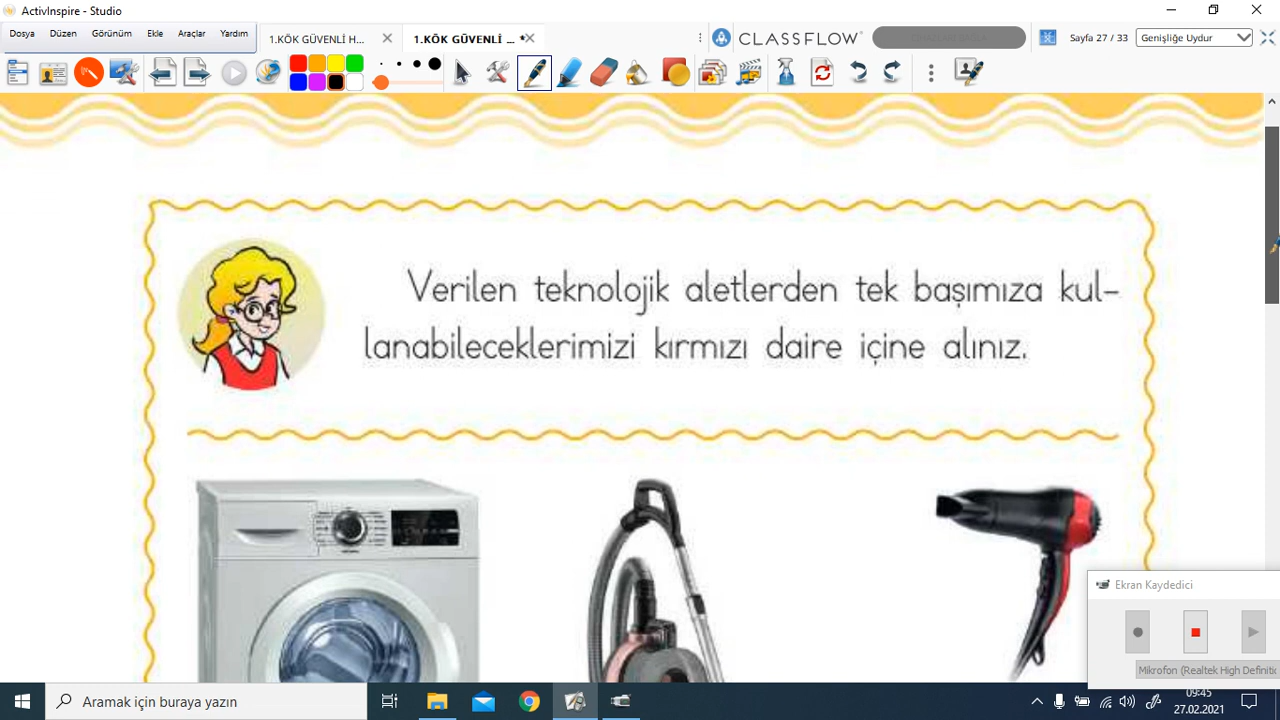 ActivInspire - Studio
Dosya Düzen Görünüm Ekle Araçlar Yardım
1.KÖK GÜVENLİ H...
1.KÖK GÜVENLİ ... *
CLASSFLOW
Sayfa 27 / 33
Genişliğe Uydur
Verilen teknolojik aletlerden tek başımıza kul-
lanabileceklerimizi kırmızı daire içine alınız.
Ekran Kaydedici
Mikrofon (Realtek High Definitio
Aramak için buraya yazın
09:45
27.02.2021